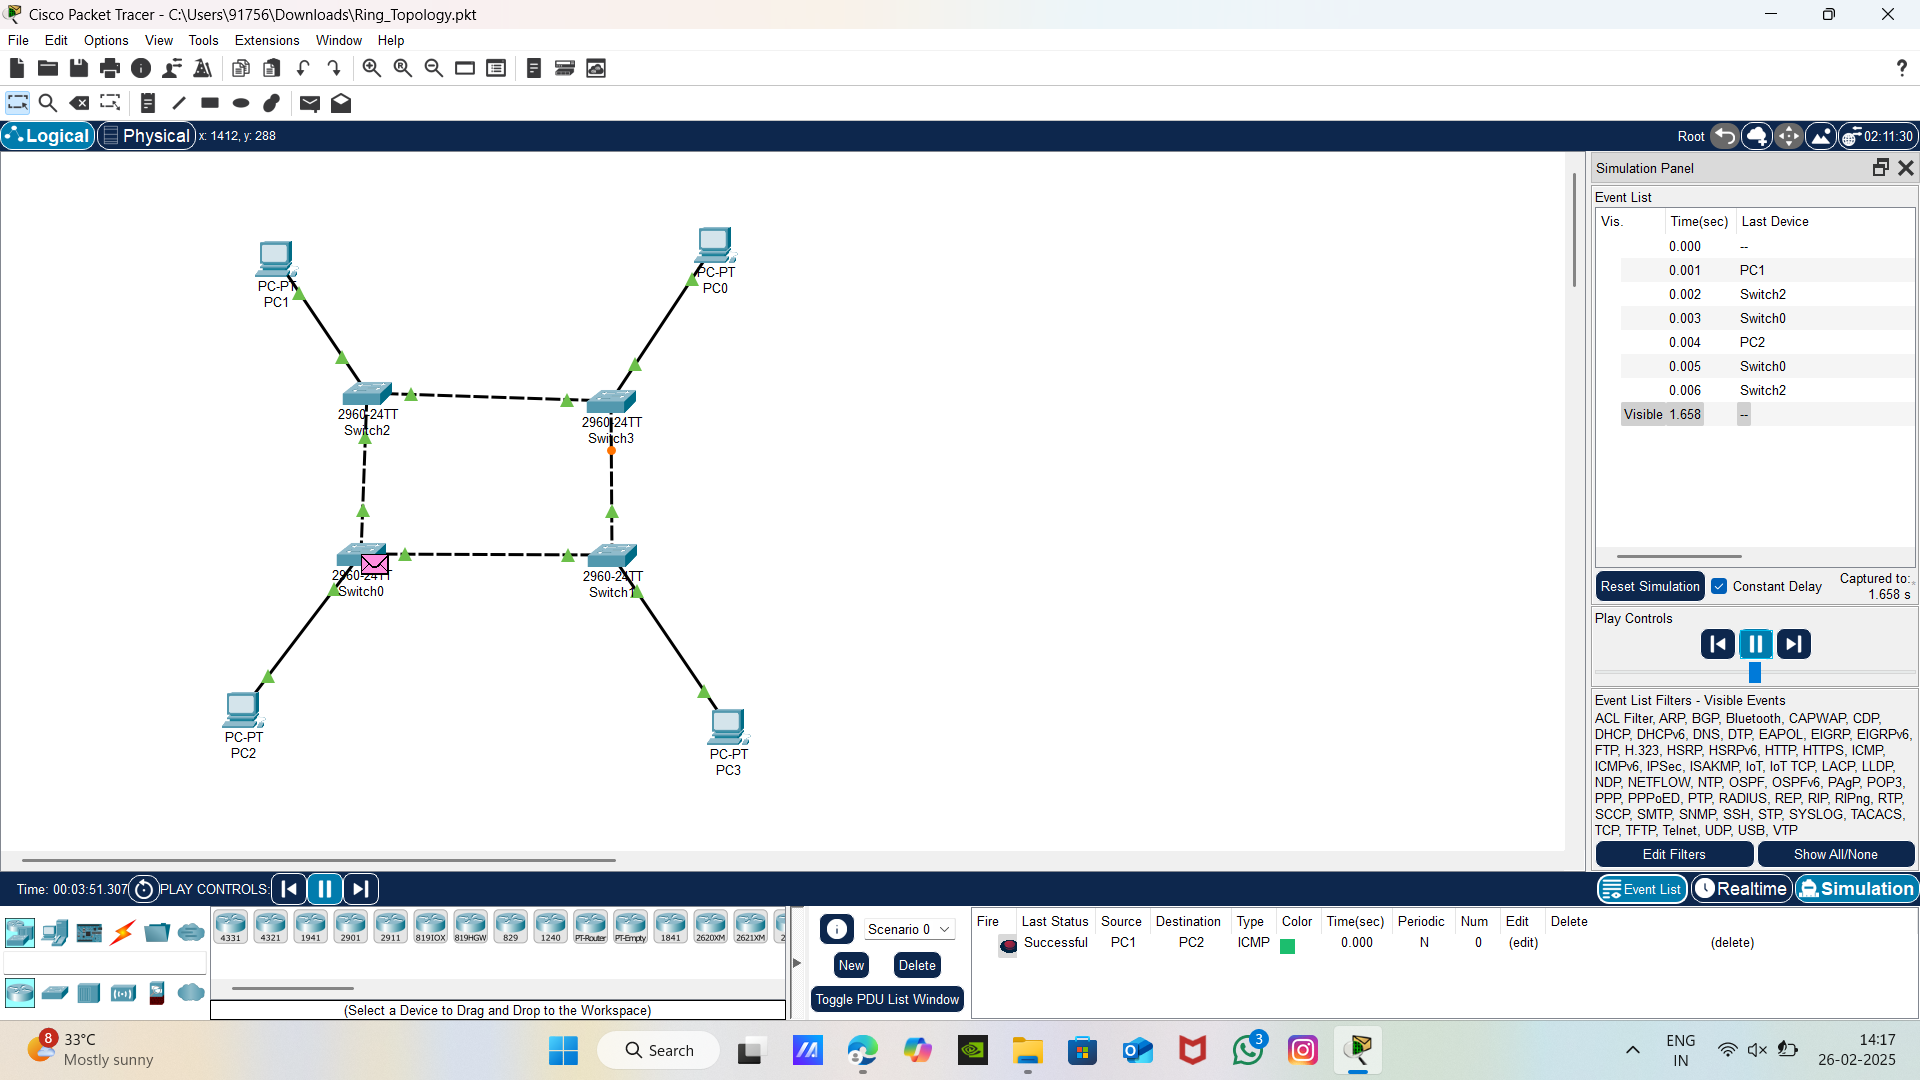 Cisco Packet Tracer - C:\Users\91756\Downloads\Ring_Topology.pkt
File Edit Options View Tools Extensions Window Help
?
Logical Physical x: 1412, y: 288 Root 02:11:30
Simulation Panel
Event List
Vis. Time(sec) Last Device
0.000 --
0.001 PC1
0.002 Switch2
0.003 Switch0
0.004 PC2
0.005 Switch0
0.006 Switch2
Visible 1.658 --
Reset Simulation Constant Delay Captured to:
1.658 s
Play Controls
Event List Filters - Visible Events
ACL Filter, ARP, BGP, Bluetooth, CAPWAP, CDP,
DHCP, DHCPv6, DNS, DTP, EAPOL, EIGRP, EIGRPv6,
FTP, H.323, HSRP, HSRPv6, HTTP, HTTPS, ICMP,
ICMPv6, IPSec, ISAKMP, IoT, IoT TCP, LACP, LLDP,
NDP, NETFLOW, NTP, OSPF, OSPFv6, PAgP, POP3,
PPP, PPPoED, PTP, RADIUS, REP, RIP, RIPng, RTP,
SCCP, SMTP, SNMP, SSH, STP, SYSLOG, TACACS,
TCP, TFTP, Telnet, UDP, USB, VTP
Edit Filters Show All/None
PC-PT
PC1
PC-PT
PC0
2960-24TT
Switch2
2960-24TT
Switch3
2960-24TT
Switch0
2960-24TT
Switch1
PC-PT
PC2
PC-PT
PC3
Time: 00:03:51.307 PLAY CONTROLS: Event List Realtime Simulation
4331 4321 1941 2901 2911 819IOX 819HGW 829 1240 PT-Router PT-Empty 1841 2620XM 2621XM 2
(Select a Device to Drag and Drop to the Workspace)
Scenario 0
New Delete
Toggle PDU List Window
Fire Last Status Source Destination Type Color Time(sec) Periodic Num Edit Delete
Successful PC1 PC2 ICMP 0.000 N 0 (edit) (delete)
8
33°C
Mostly sunny
Search
3
ENG
IN
14:17
26-02-2025